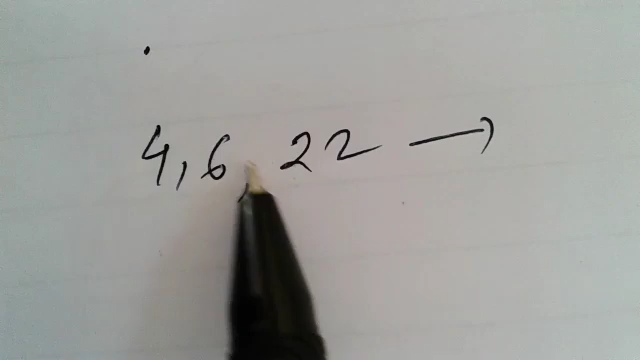 4, 6, 22 →